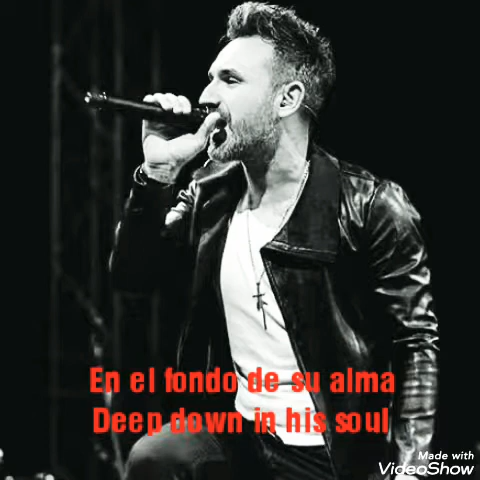 En el fondo de su alma
Deep down in his soul
Made with
VideoShow